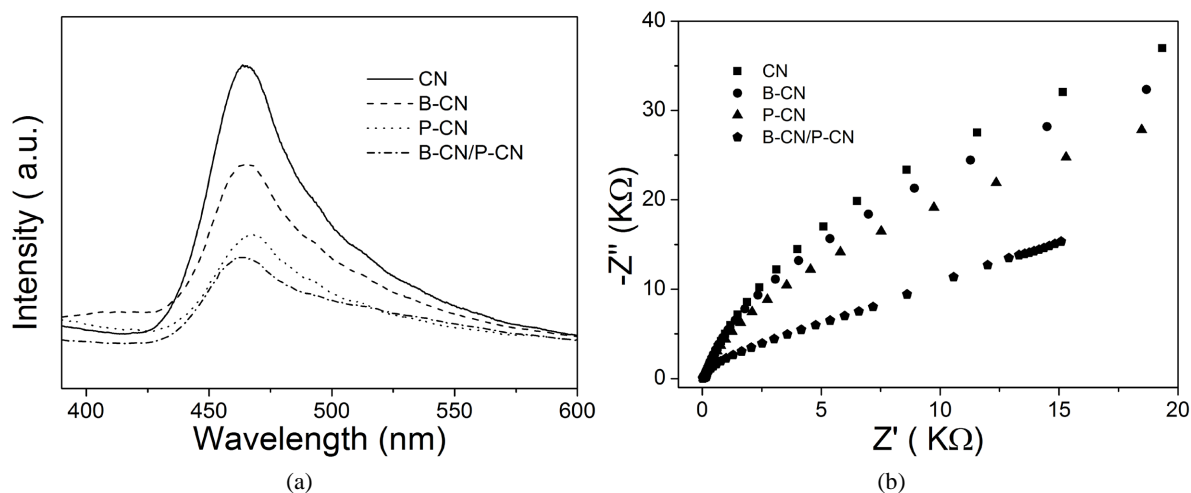 Intensity ( a.u.)
CN
B-CN
P-CN
B-CN/P-CN
400
450
500
550
600
Wavelength (nm)
(a)
-Z" (KΩ)
40
30
20
10
0
CN
B-CN
P-CN
B-CN/P-CN
0
5
10
15
20
Z' ( KΩ)
(b)